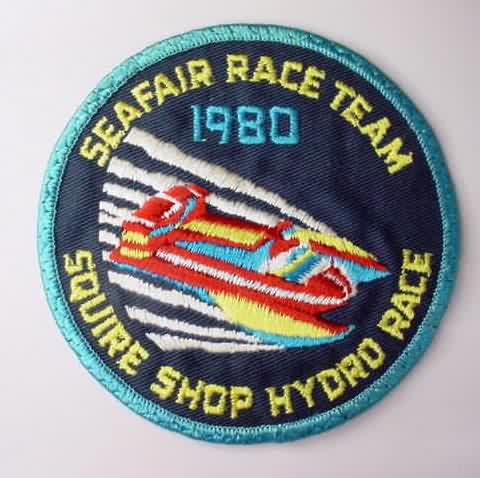 SEAFAIR RACE TEAM
1980
SQUIRE SHOP HYDRO RACE